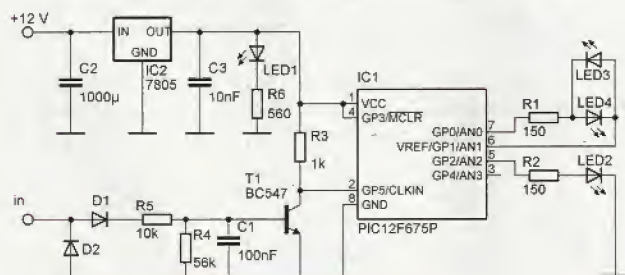 +12 V
IN OUT
GND
C2
1000µ
IC2
7805
C3
10nF
LED1
R6
560
IC1
1
VCC
4
GP3/MCLR
R3
1k
GP0/AN0
7
VREF/GP1/AN1
6
GP2/AN2
5
GP4/AN3
3
2
GP5/CLKIN
8
GND
PIC12F675P
R1
150
LED3
LED4
R2
150
LED2
T1
BC547
in
D1
R5
10k
D2
R4
56k
C1
100nF